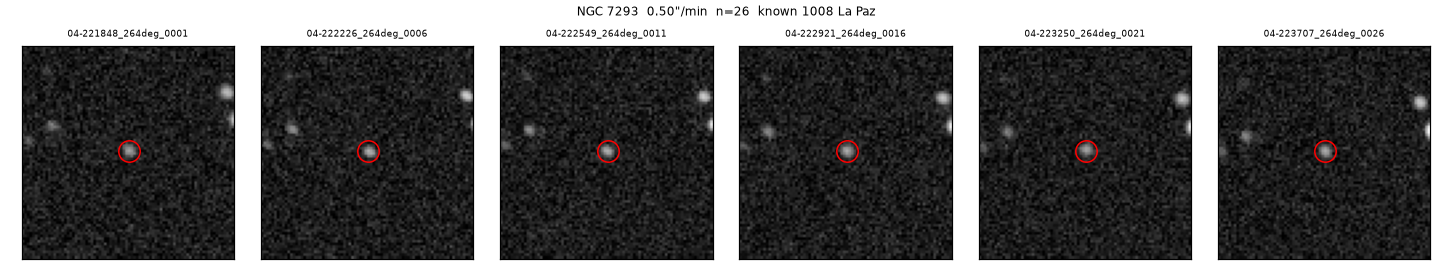 NGC 7293  0.50"/min  n=26  known 1008 La Paz
04-221848_264deg_0001
04-222226_264deg_0006
04-222549_264deg_0011
04-222921_264deg_0016
04-223250_264deg_0021
04-223707_264deg_0026